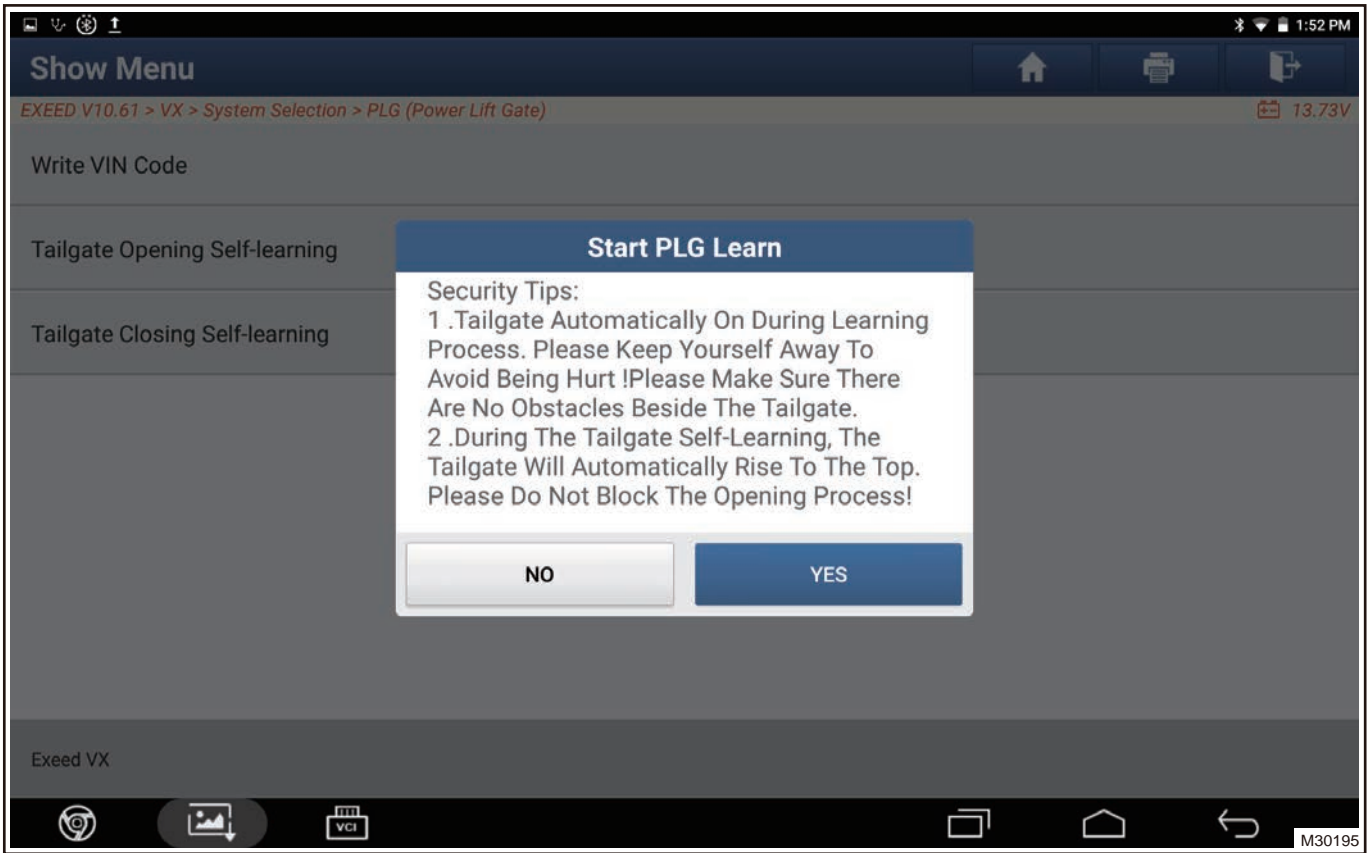 1:52 PM
Show Menu
EXEED V10.61 > VX > System Selection > PLG (Power Lift Gate)
13.73V
Write VIN Code
Tailgate Opening Self-learning
Tailgate Closing Self-learning
Start PLG Learn
Security Tips:
1 .Tailgate Automatically On During Learning
Process. Please Keep Yourself Away To
Avoid Being Hurt !Please Make Sure There
Are No Obstacles Beside The Tailgate.
2 .During The Tailgate Self-Learning, The
Tailgate Will Automatically Rise To The Top.
Please Do Not Block The Opening Process!
NO
YES
Exeed VX
VCI
M30195